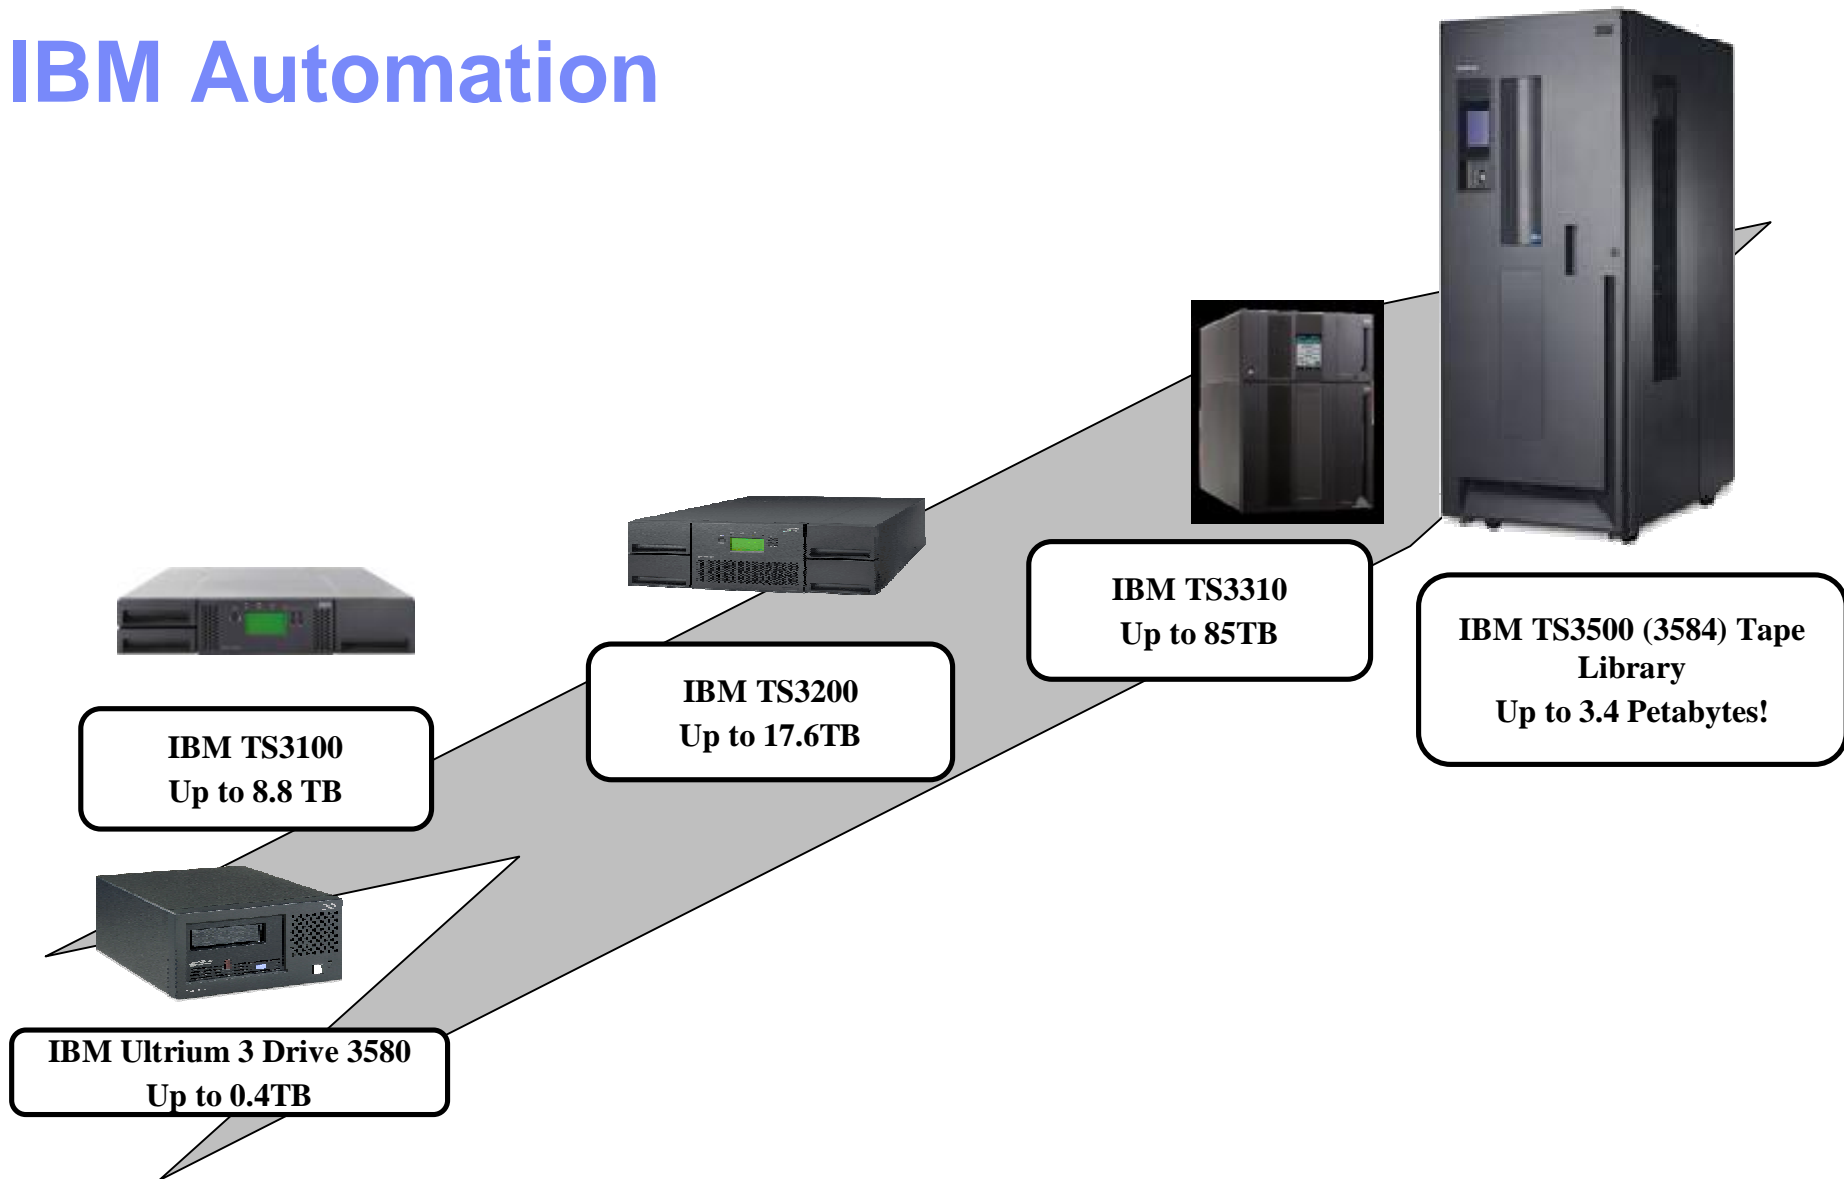 IBM Automation
IBM TS3310
Up to 85TB
IBM TS3500 (3584) Tape
Library
Up to 3.4 Petabytes!
IBM TS3200
Up to 17.6TB
IBM TS3100
Up to 8.8 TB
IBM Ultrium 3 Drive 3580
Up to 0.4TB